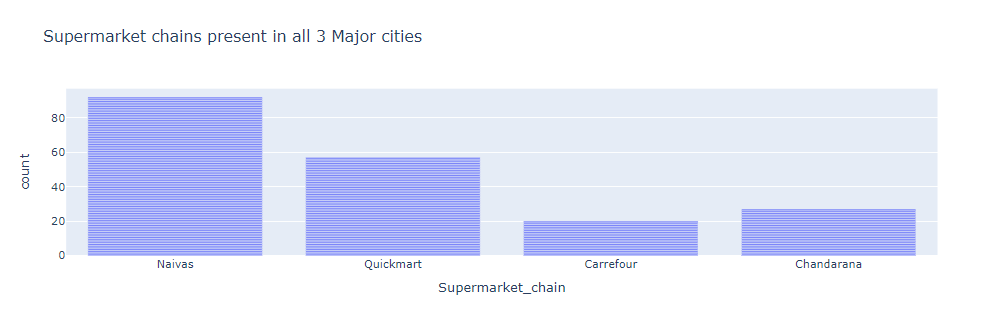 Supermarket chains present in all 3 Major cities
80
60
40
20
0
count
Naivas Quickmart Carrefour Chandarana
Supermarket_chain